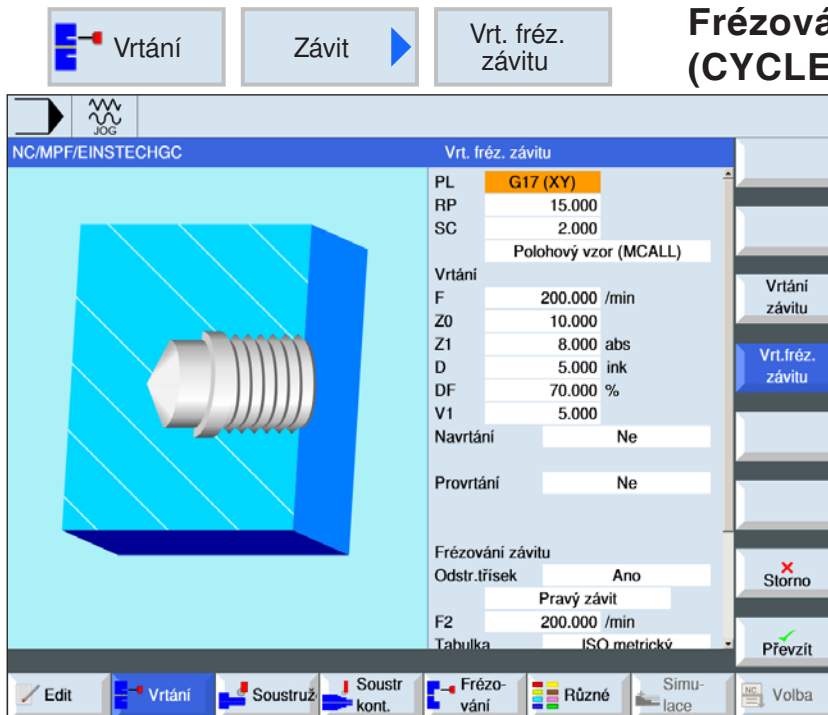 Vrtání
Závit
Vrt. fréz.
závitu
Frézová
(CYCLE
JOG
NC/MPF/EINSTECHGC
Vrt. fréz. závitu
PL G17 (XY)
RP 15.000
SC 2.000
Polohový vzor (MCALL)
Vrtání
F 200.000 /min
Z0 10.000
Z1 8.000 abs
D 5.000 ink
DF 70.000 %
V1 5.000
Navrtání Ne
Provrtání Ne
Frézování závitu
Odstr.třísek Ano
Pravý závit
F2 200.000 /min
Tabulka ISO metrický
Vrtání
závitu
Vrt.fréz.
závitu
Storno
Převzít
Edit
Vrtání
Soustruž
Soustr
kont.
Frézo-
vání
Různé
Simu-
lace
NC
Volba